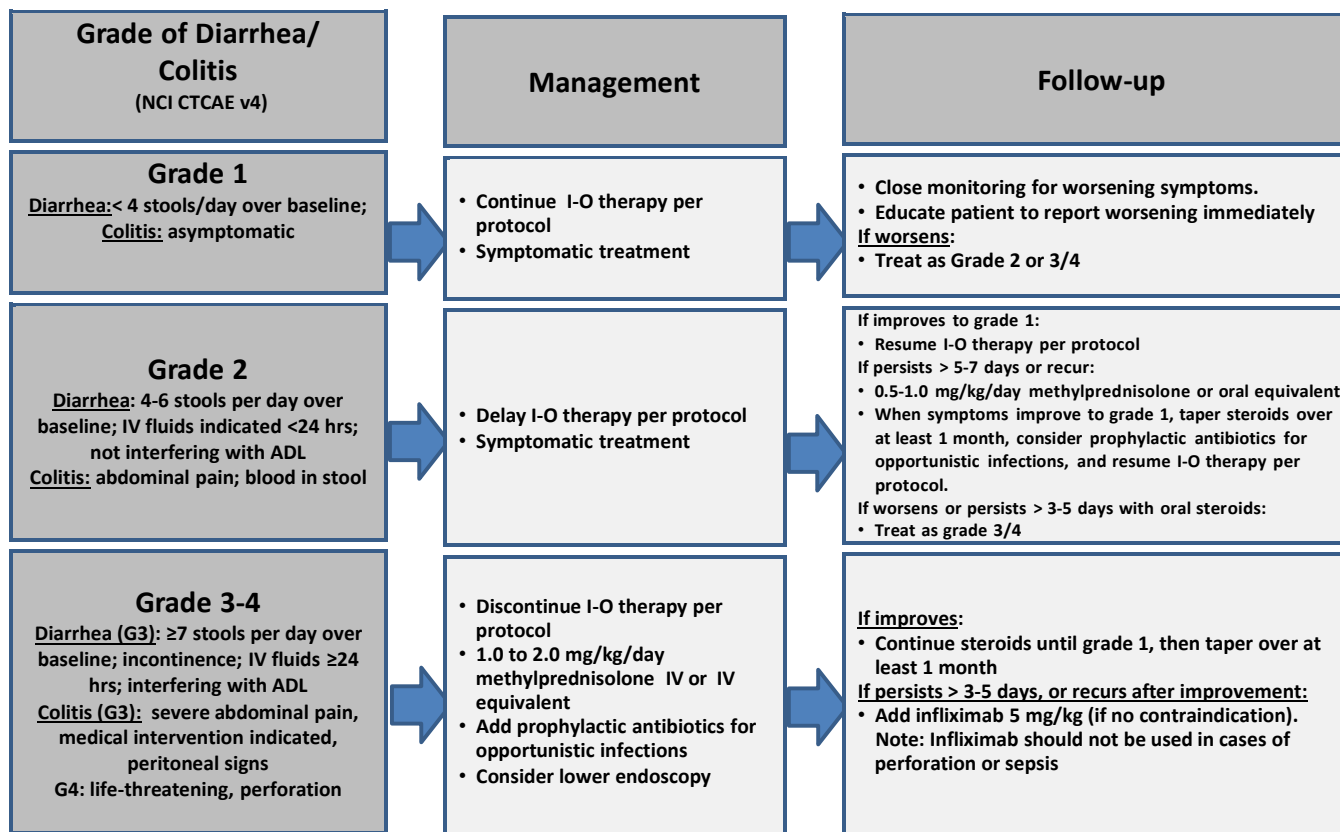 Grade of Diarrhea/
Colitis
(NCI CTCAE v4)
Management
Follow-up
Grade 1
Diarrhea:< 4 stools/day over baseline;
Colitis: asymptomatic
• Continue I-O therapy per
protocol
• Symptomatic treatment
• Close monitoring for worsening symptoms.
• Educate patient to report worsening immediately
If worsens:
• Treat as Grade 2 or 3/4
Grade 2
Diarrhea: 4-6 stools per day over
baseline; IV fluids indicated <24 hrs;
not interfering with ADL
Colitis: abdominal pain; blood in stool
• Delay I-O therapy per protocol
• Symptomatic treatment
If improves to grade 1:
• Resume I-O therapy per protocol
If persists > 5-7 days or recur:
• 0.5-1.0 mg/kg/day methylprednisolone or oral equivalent
• When symptoms improve to grade 1, taper steroids over
at least 1 month, consider prophylactic antibiotics for
opportunistic infections, and resume I-O therapy per
protocol.
If worsens or persists > 3-5 days with oral steroids:
• Treat as grade 3/4
Grade 3-4
Diarrhea (G3): ≥7 stools per day over
baseline; incontinence; IV fluids ≥24
hrs; interfering with ADL
Colitis (G3): severe abdominal pain,
medical intervention indicated,
peritoneal signs
G4: life-threatening, perforation
• Discontinue I-O therapy per
protocol
• 1.0 to 2.0 mg/kg/day
methylprednisolone IV or IV
equivalent
• Add prophylactic antibiotics for
opportunistic infections
• Consider lower endoscopy
If improves:
• Continue steroids until grade 1, then taper over at
least 1 month
If persists > 3-5 days, or recurs after improvement:
• Add infliximab 5 mg/kg (if no contraindication).
Note: Infliximab should not be used in cases of
perforation or sepsis